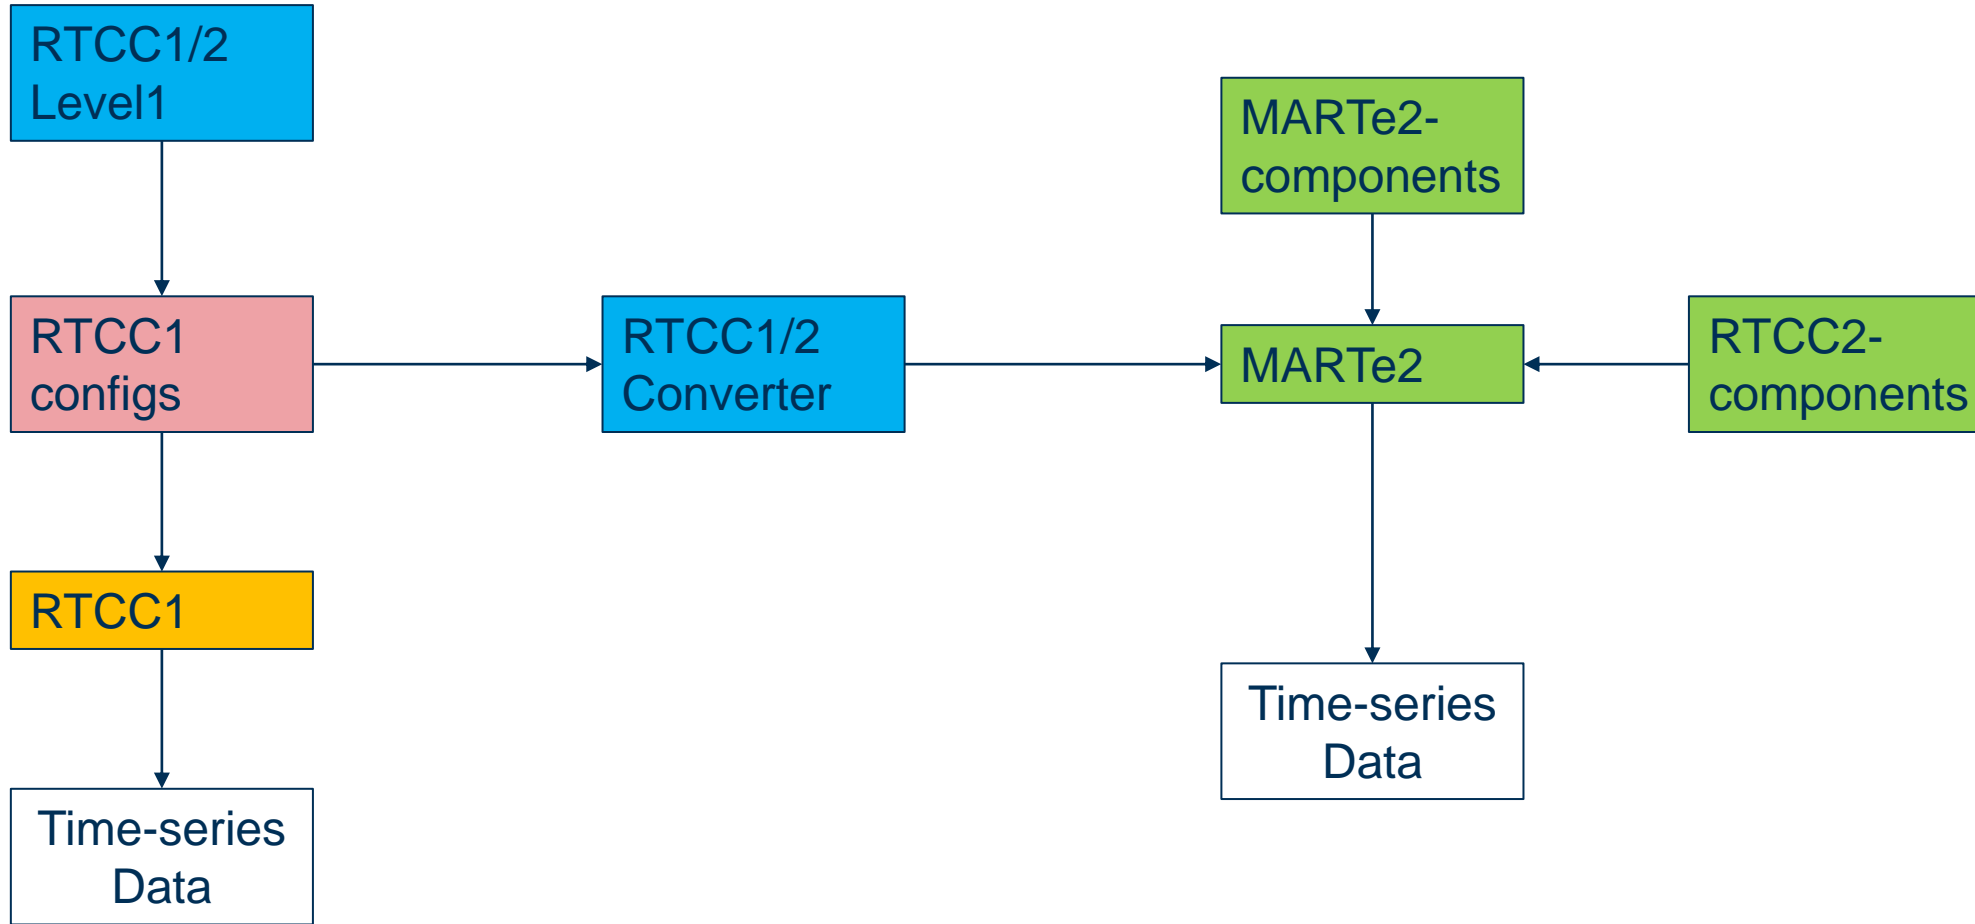 RTCC1/2
Level1
MARTe2-
components
RTCC1
configs
RTCC1/2
Converter
MARTe2
RTCC2-
components
RTCC1
Time-series
Data
Time-series
Data